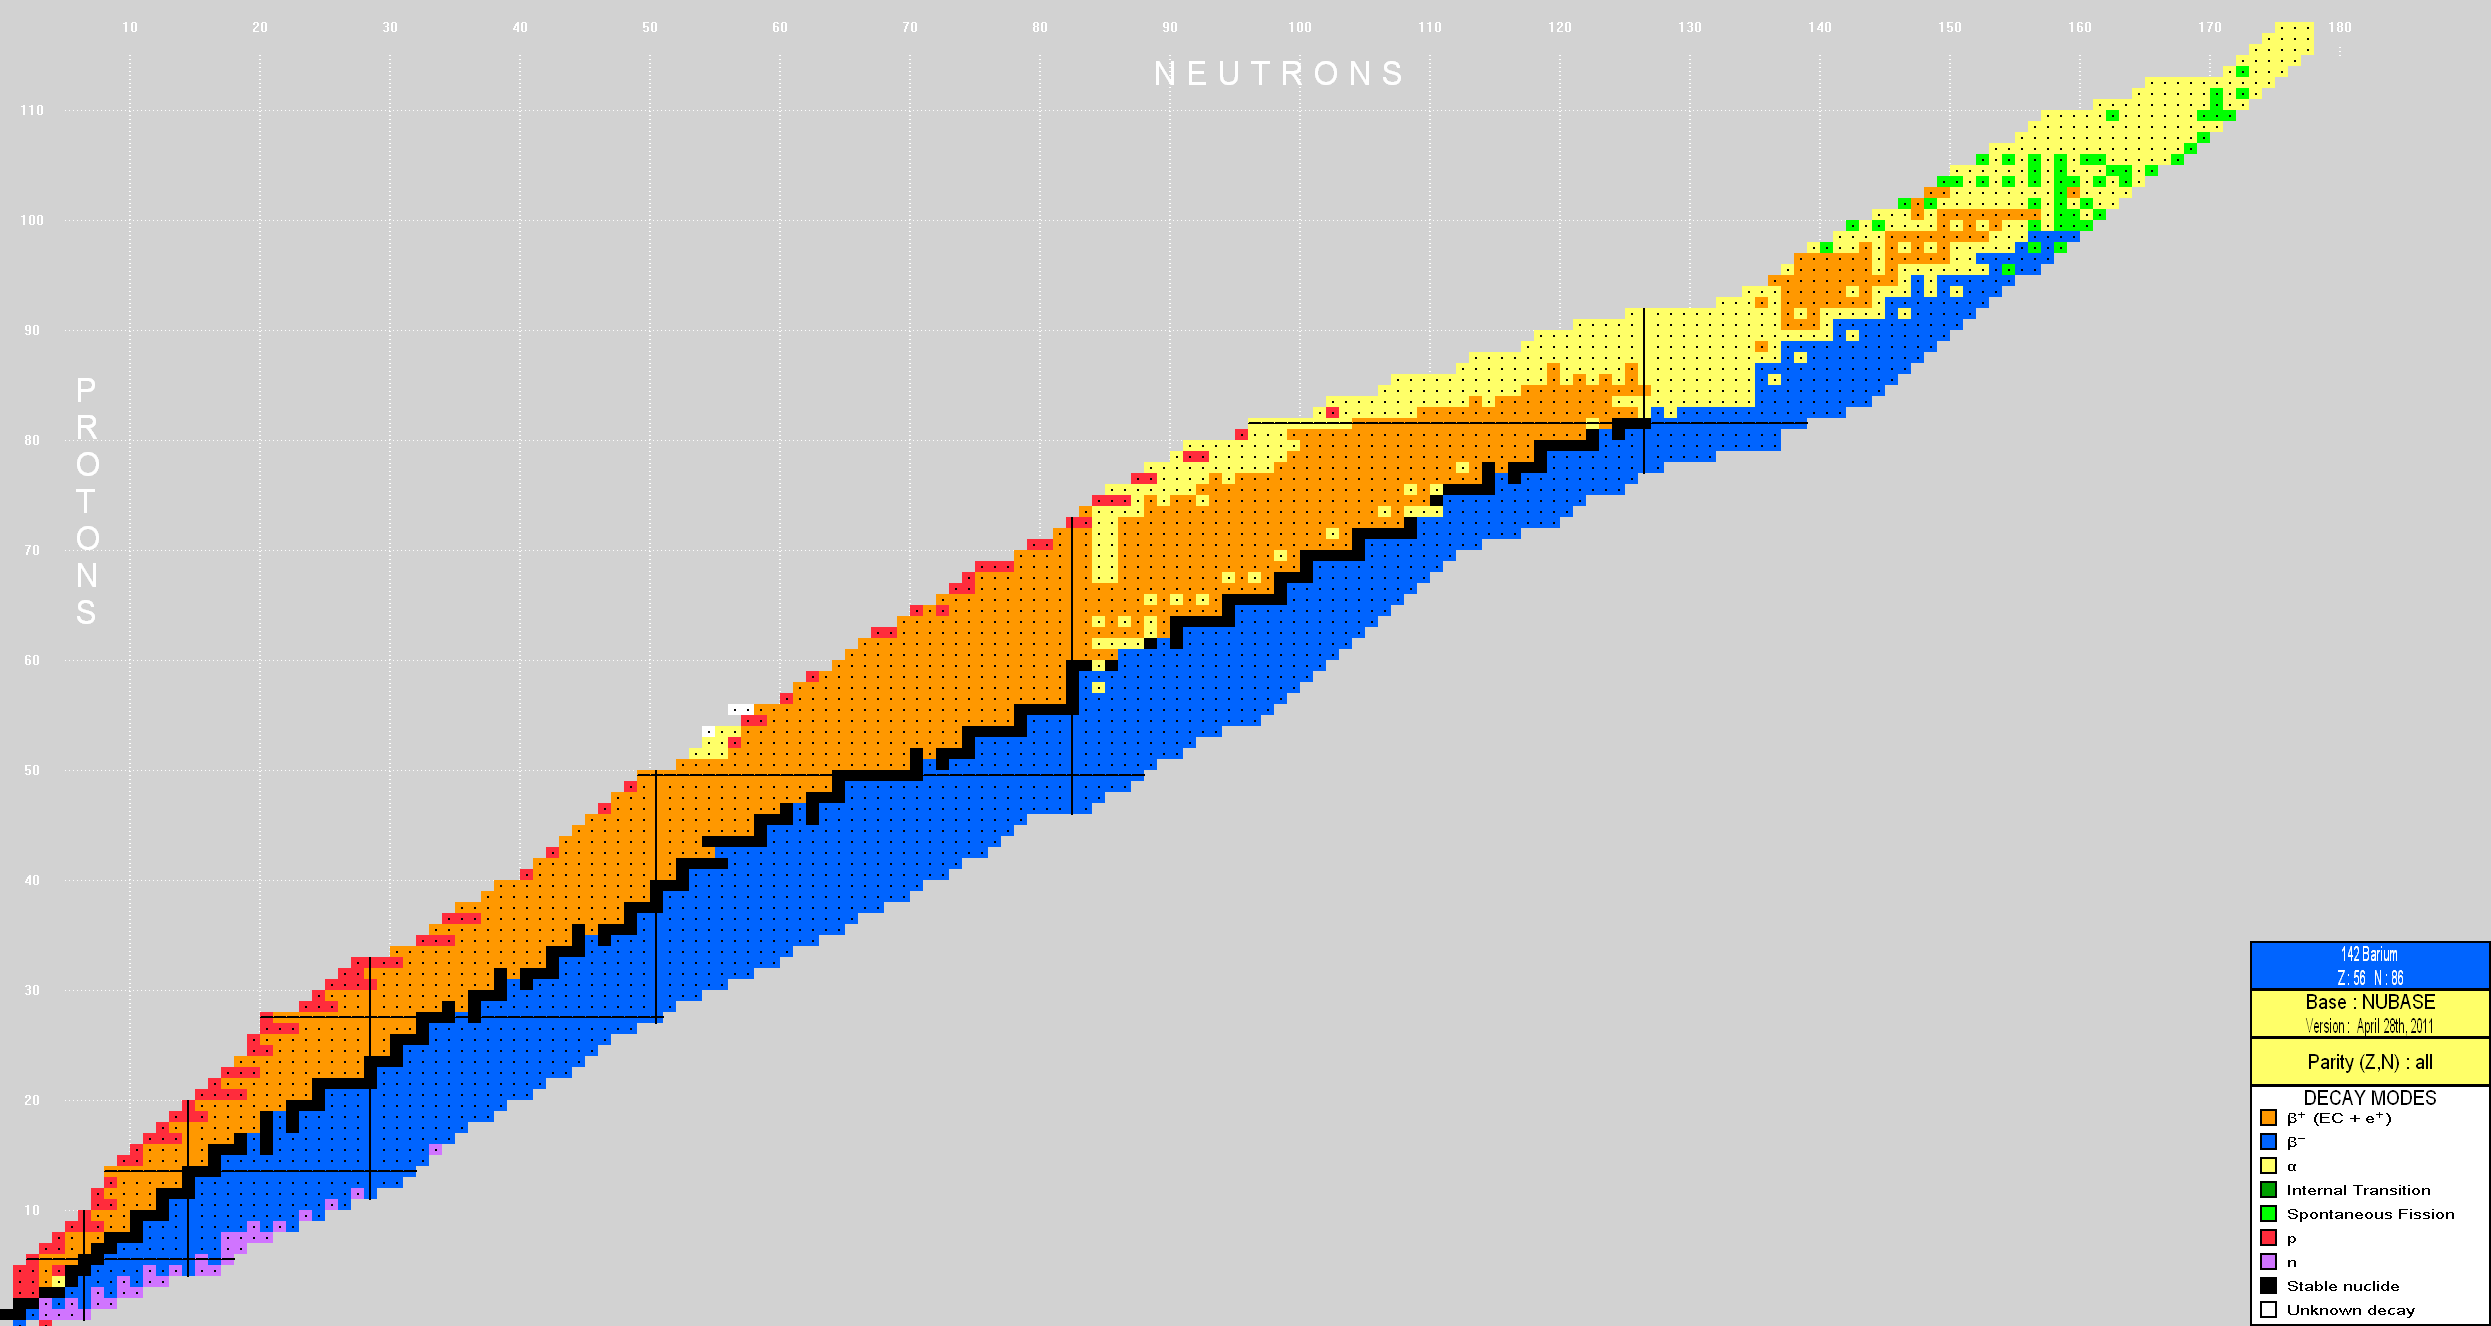 10 20 30 40 50 60 70 80 90 100 110 120 130 140 150 160 170 180
NEUTRONS
110
100
90
PROTONS
80
70
60
50
40
30
20
10
142 Barium
Z : 56 N : 86
Base : NUBASE
Version : April 28th, 2011
Parity (Z,N) : all
DECAY MODES
β⁺ (EC + e⁺)
β⁻
α
Internal Transition
Spontaneous Fission
p
n
Stable nuclide
Unknown decay